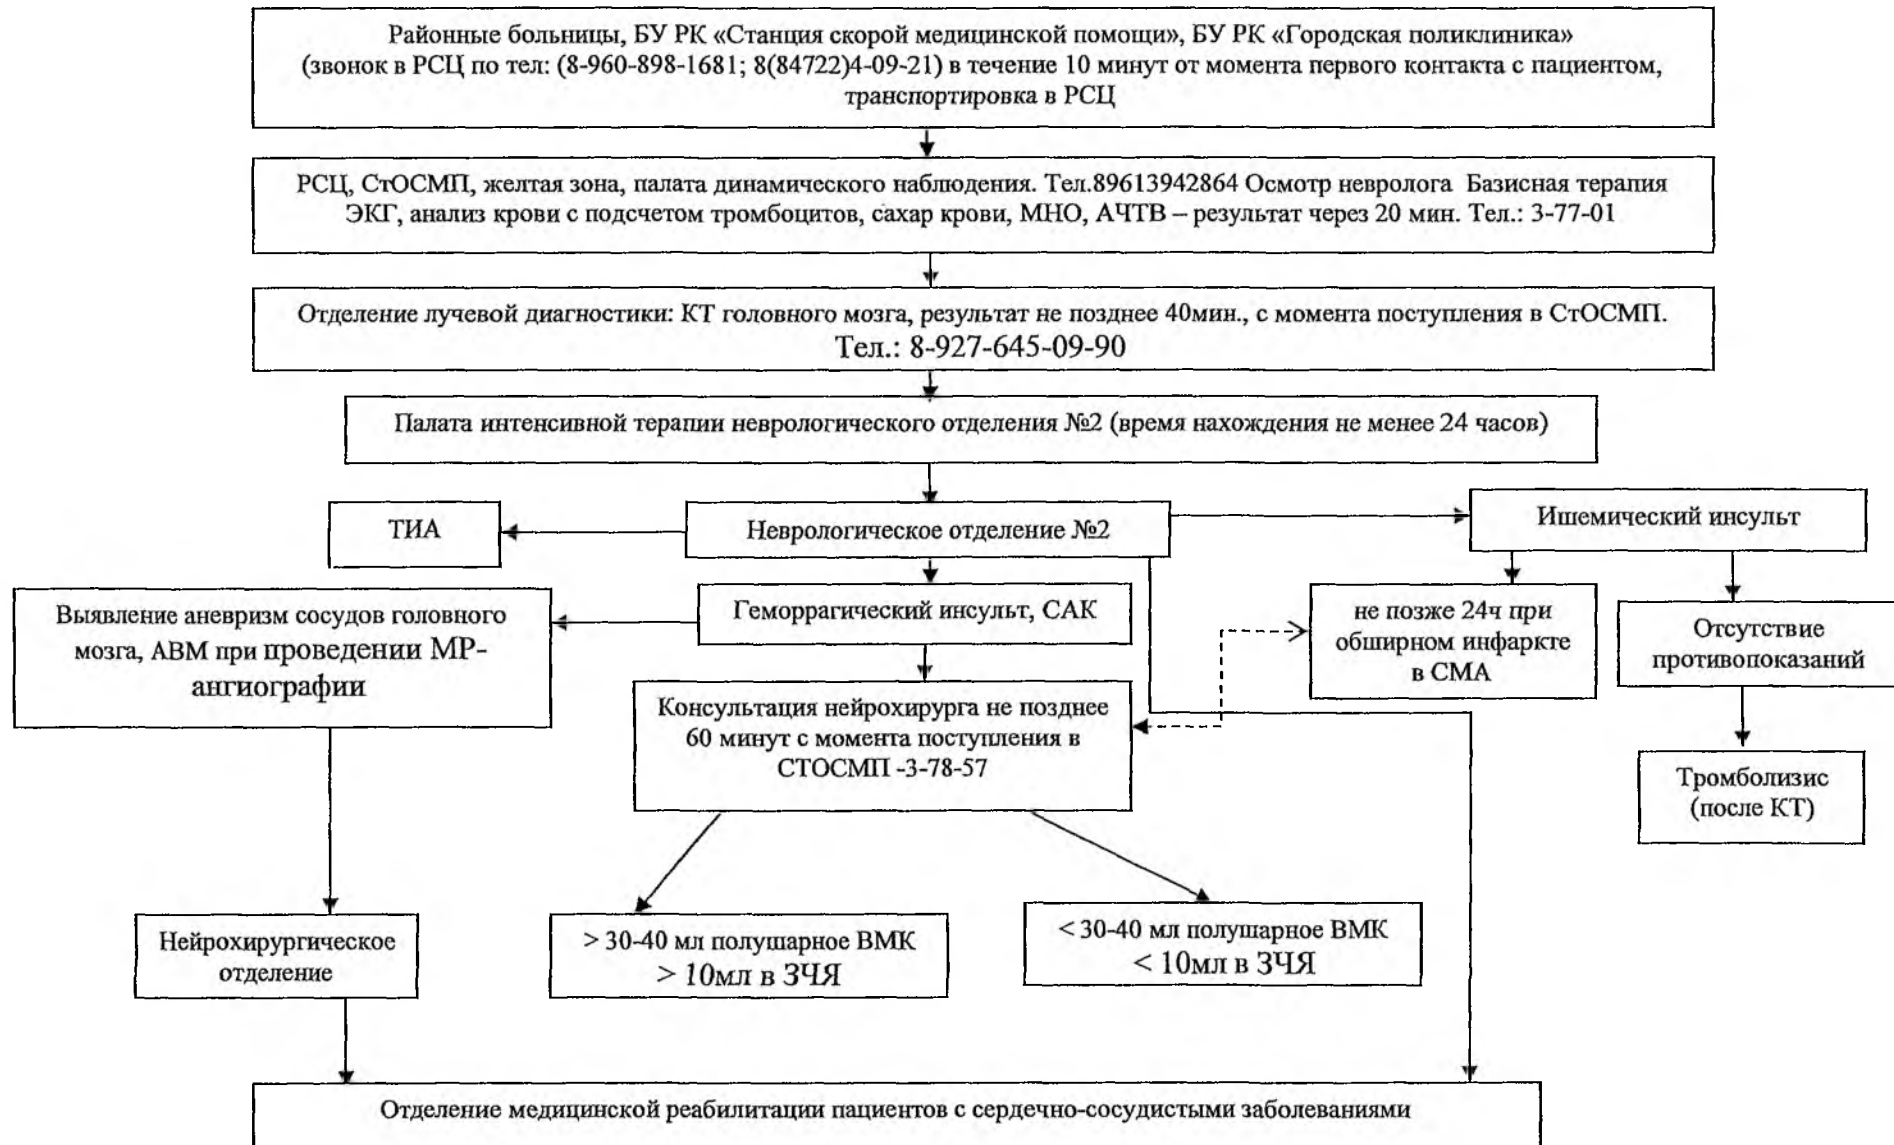 Районные больницы, БУ РК «Станция скорой медицинской помощи», БУ РК «Городская поликлиника»
(звонок в РСЦ по тел: (8-960-898-1681; 8(84722)4-09-21) в течение 10 минут от момента первого контакта с пациентом,
транспортировка в РСЦ
РСЦ, СтОСМП, желтая зона, палата динамического наблюдения. Тел.89613942864 Осмотр невролога Базисная терапия
ЭКГ, анализ крови с подсчетом тромбоцитов, сахар крови, МНО, АЧТВ – результат через 20 мин. Тел.: 3-77-01
Отделение лучевой диагностики: КТ головного мозга, результат не позднее 40мин., с момента поступления в СтОСМП.
Тел.: 8-927-645-09-90
Палата интенсивной терапии неврологического отделения №2 (время нахождения не менее 24 часов)
ТИА
Неврологическое отделение №2
Ишемический инсульт
Выявление аневризм сосудов головного
мозга, АВМ при проведении МР-
ангиографии
Геморрагический инсульт, САК
не позже 24ч при
обширном инфаркте
в СМА
Отсутствие
противопоказаний
Консультация нейрохирурга не позднее
60 минут с момента поступления в
СТОСМП -3-78-57
Тромболизис
(после КТ)
Нейрохирургическое
отделение
> 30-40 мл полушарное ВМК
> 10мл в ЗЧЯ
< 30-40 мл полушарное ВМК
< 10мл в ЗЧЯ
Отделение медицинской реабилитации пациентов с сердечно-сосудистыми заболеваниями